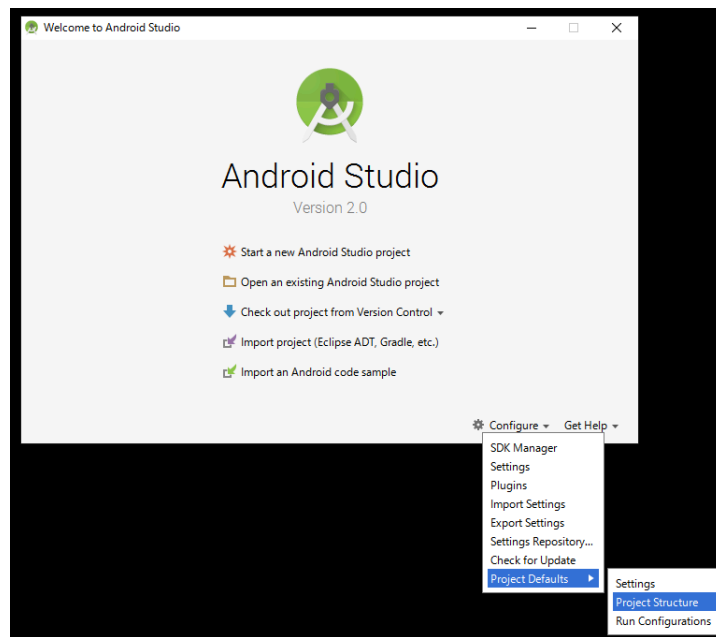 Welcome to Android Studio
Android Studio
Version 2.0
Start a new Android Studio project
Open an existing Android Studio project
Check out project from Version Control
Import project (Eclipse ADT, Gradle, etc.)
Import an Android code sample
Configure
Get Help
SDK Manager
Settings
Plugins
Import Settings
Export Settings
Settings Repository...
Check for Update
Project Defaults
Settings
Project Structure
Run Configurations